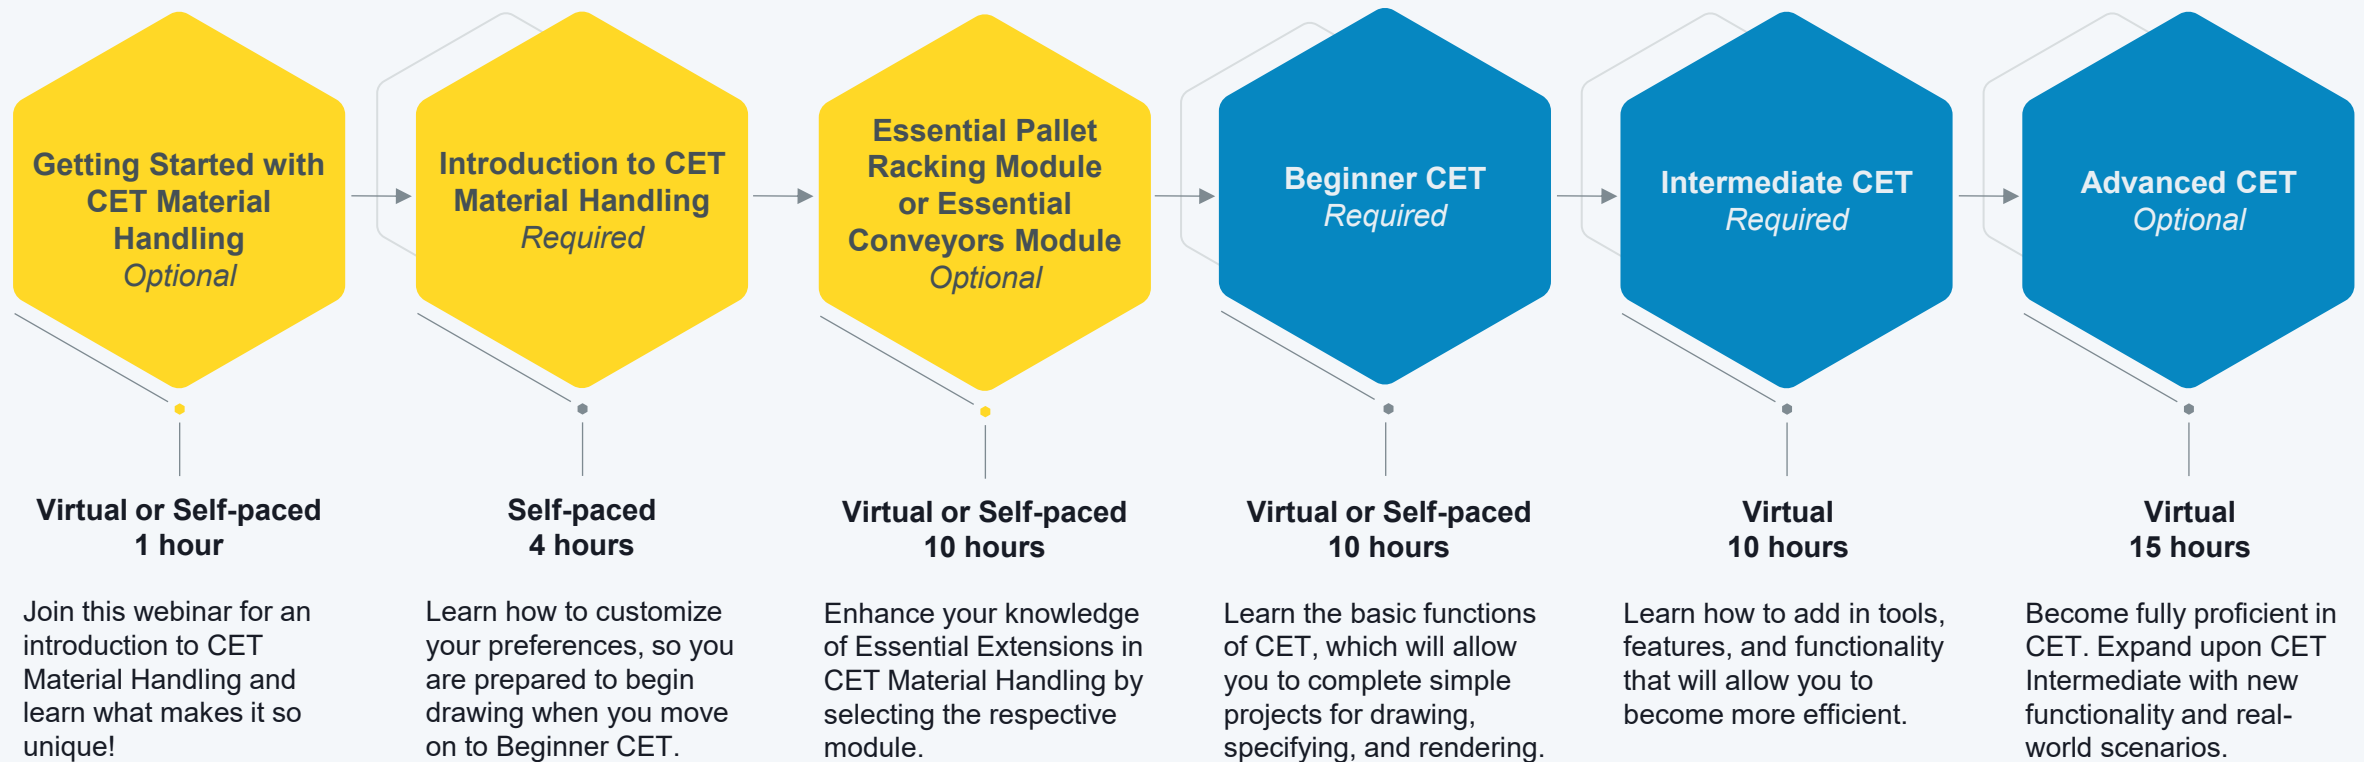 Getting Started with
CET Material
Handling
Optional
Introduction to CET
Material Handling
Required
Essential Pallet
Racking Module
or Essential
Conveyors Module
Optional
Beginner CET
Required
Intermediate CET
Required
Advanced CET
Optional
Virtual or Self-paced
1 hour
Join this webinar for an
introduction to CET
Material Handling and
learn what makes it so
unique!
Self-paced
4 hours
Learn how to customize
your preferences, so you
are prepared to begin
drawing when you move
on to Beginner CET.
Virtual or Self-paced
10 hours
Enhance your knowledge
of Essential Extensions in
CET Material Handling by
selecting the respective
module.
Virtual or Self-paced
10 hours
Learn the basic functions
of CET, which will allow
you to complete simple
projects for drawing,
specifying, and rendering.
Virtual
10 hours
Learn how to add in tools,
features, and functionality
that will allow you to
become more efficient.
Virtual
15 hours
Become fully proficient in
CET. Expand upon CET
Intermediate with new
functionality and real-
world scenarios.